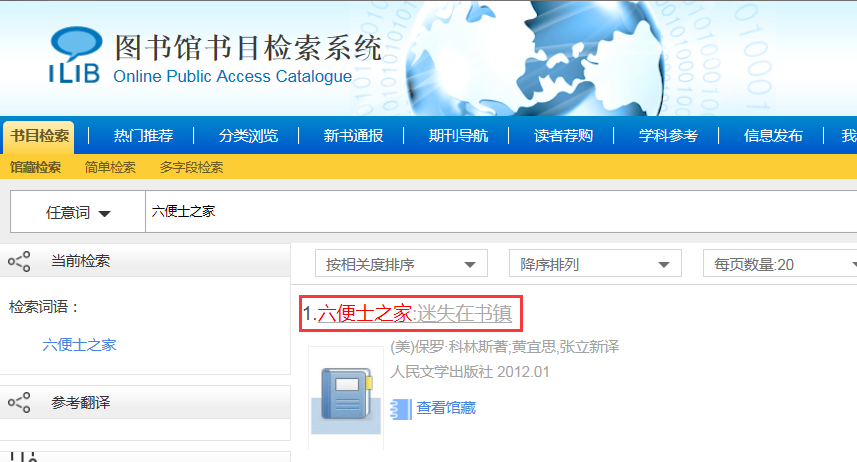 ILIB
图书馆书目检索系统
Online Public Access Catalogue
书目检索 热门推荐 分类浏览 新书通报 期刊导航 读者荐购 学科参考 信息发布 我
馆藏检索 简单检索 多字段检索
任意词 六便士之家
当前检索
检索词语：
六便士之家
参考翻译
按相关度排序 降序排列 每页数量:20
1.六便士之家:迷失在书镇
(美)保罗·科林斯著;黄宜思,张立新译
人民文学出版社 2012.01
查看馆藏